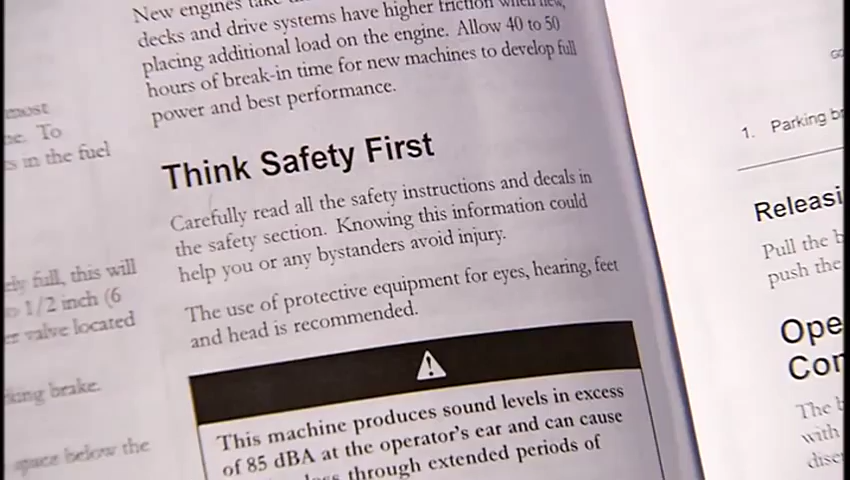 New engines take
decks and drive systems have higher friction when new,
placing additional load on the engine. Allow 40 to 50
hours of break-in time for new machines to develop full
power and best performance.
most
To
in the fuel
Think Safety First
Carefully read all the safety instructions and decals in
the safety section. Knowing this information could
help you or any bystanders avoid injury.
The use of protective equipment for eyes, hearing, feet
and head is recommended.
full, this will
1/2 inch (6
valve located
brake.
space below the
This machine produces sound levels in excess
of 85 dBA at the operator's ear and can cause
through extended periods of
1. Parking
Pull the
push the
The
with